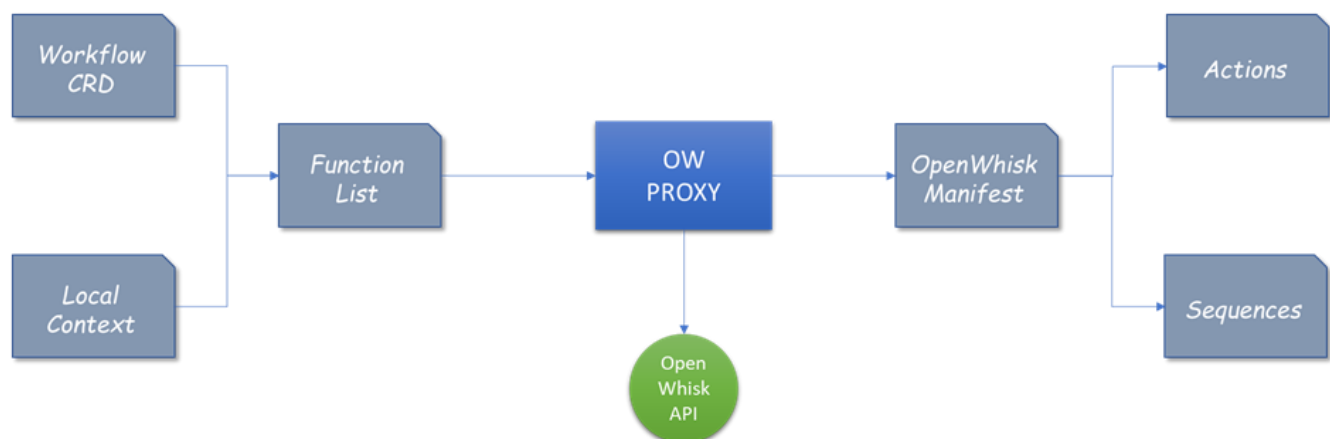 Workflow
CRD
Actions
Function
List
OW
PROXY
OpenWhisk
Manifest
Local
Context
Sequences
Open
Whisk
API